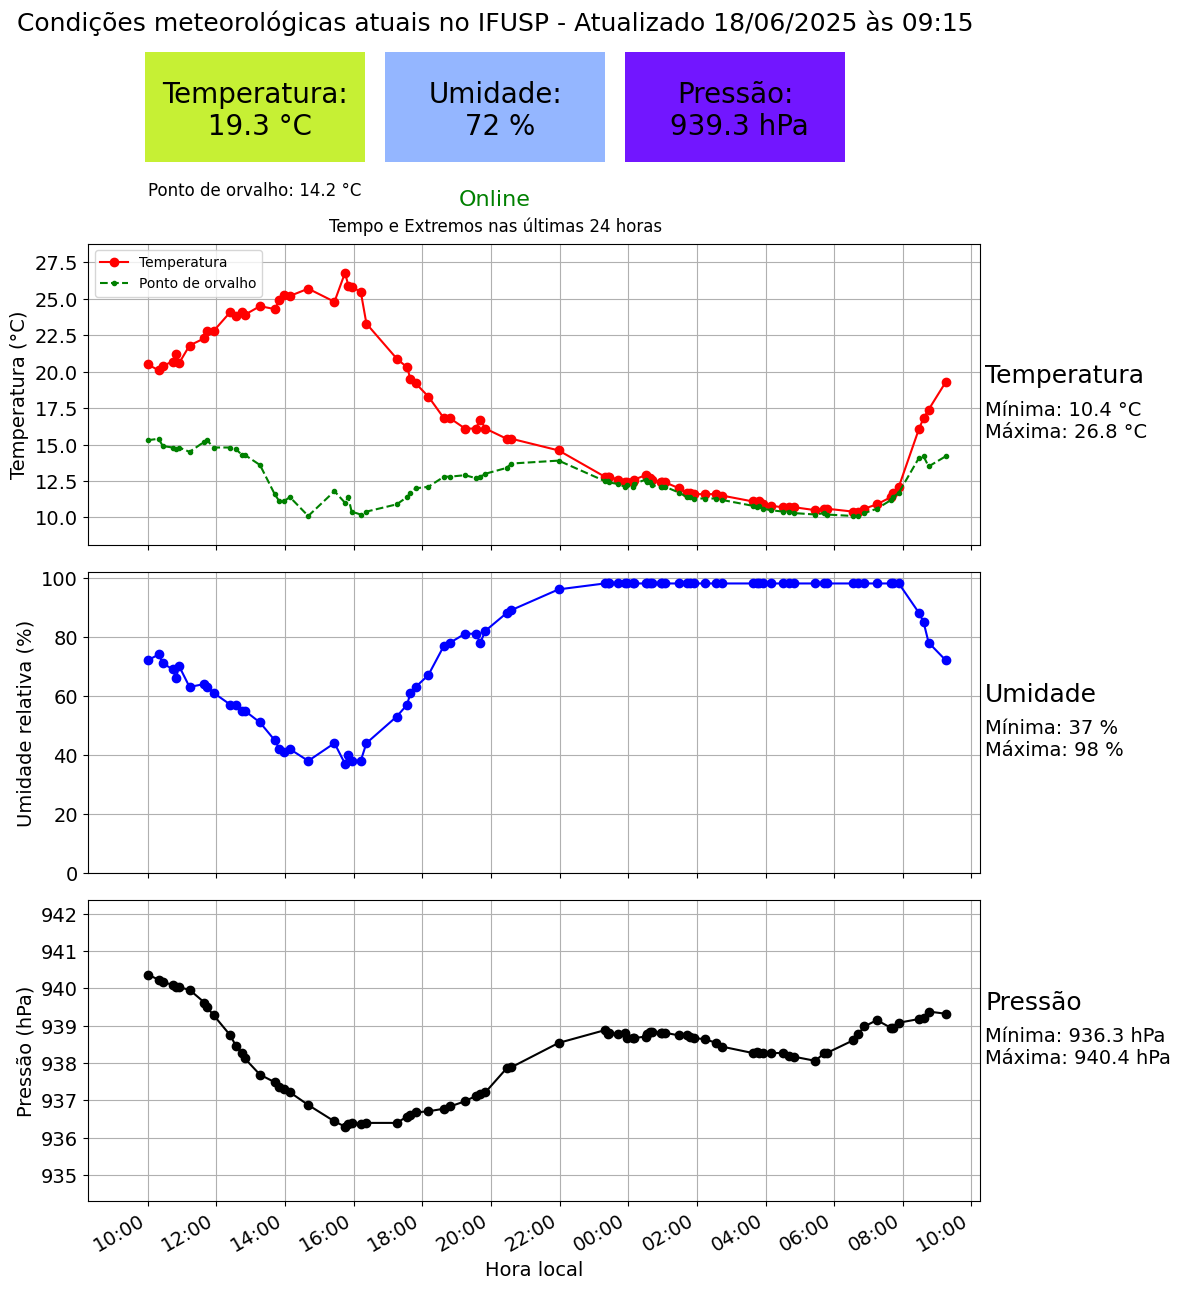 Condições meteorológicas atuais no IFUSP - Atualizado 18/06/2025 às 09:15
Temperatura:
19.3 °C
Umidade:
72 %
Pressão:
939.3 hPa
Ponto de orvalho: 14.2 °C
Online
Tempo e Extremos nas últimas 24 horas
Temperatura
Ponto de orvalho
Temperatura (°C)
27.5
25.0
22.5
20.0
17.5
15.0
12.5
10.0
Temperatura
Mínima: 10.4 °C
Máxima: 26.8 °C
Umidade relativa (%)
100
80
60
40
20
0
Umidade
Mínima: 37 %
Máxima: 98 %
Pressão (hPa)
942
941
940
939
938
937
936
935
Pressão
Mínima: 936.3 hPa
Máxima: 940.4 hPa
10:00 12:00 14:00 16:00 18:00 20:00 22:00 00:00 02:00 04:00 06:00 08:00 10:00
Hora local